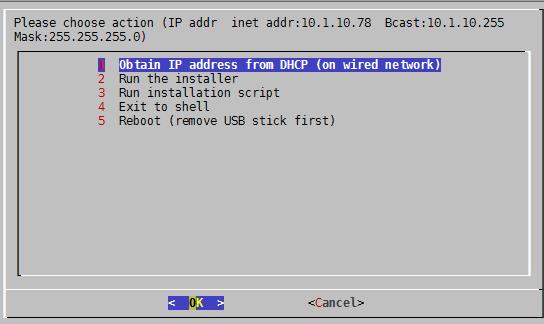 Please choose action (IP addr  inet addr:10.1.10.78  Bcast:10.1.10.255
Mask:255.255.255.0)
1  Obtain IP address from DHCP (on wired network)
2  Run the installer
3  Run installation script
4  Exit to shell
5  Reboot (remove USB stick first)
<  OK  >  <Cancel>